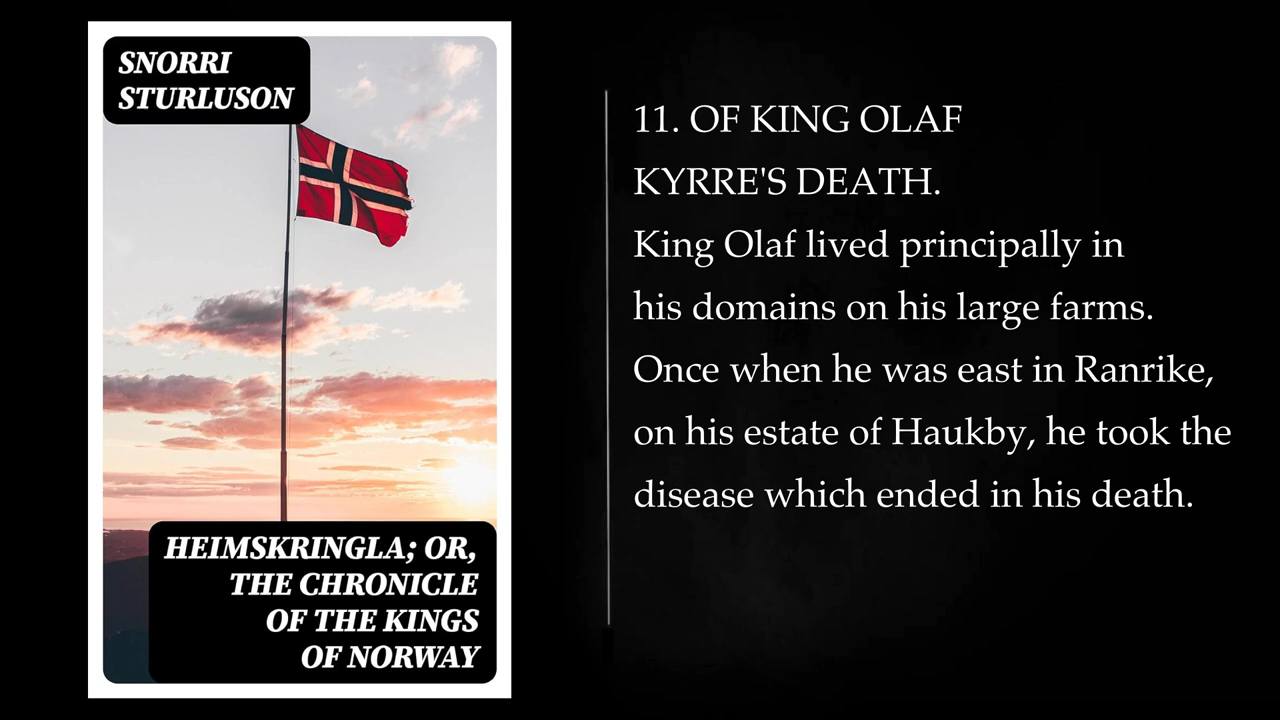 SNORRI
STURLUSON
HEIMSKRINGLA; OR,
THE CHRONICLE
OF THE KINGS
OF NORWAY
11. OF KING OLAF
KYRRE'S DEATH.
King Olaf lived principally in
his domains on his large farms.
Once when he was east in Ranrike,
on his estate of Haukby, he took the
disease which ended in his death.